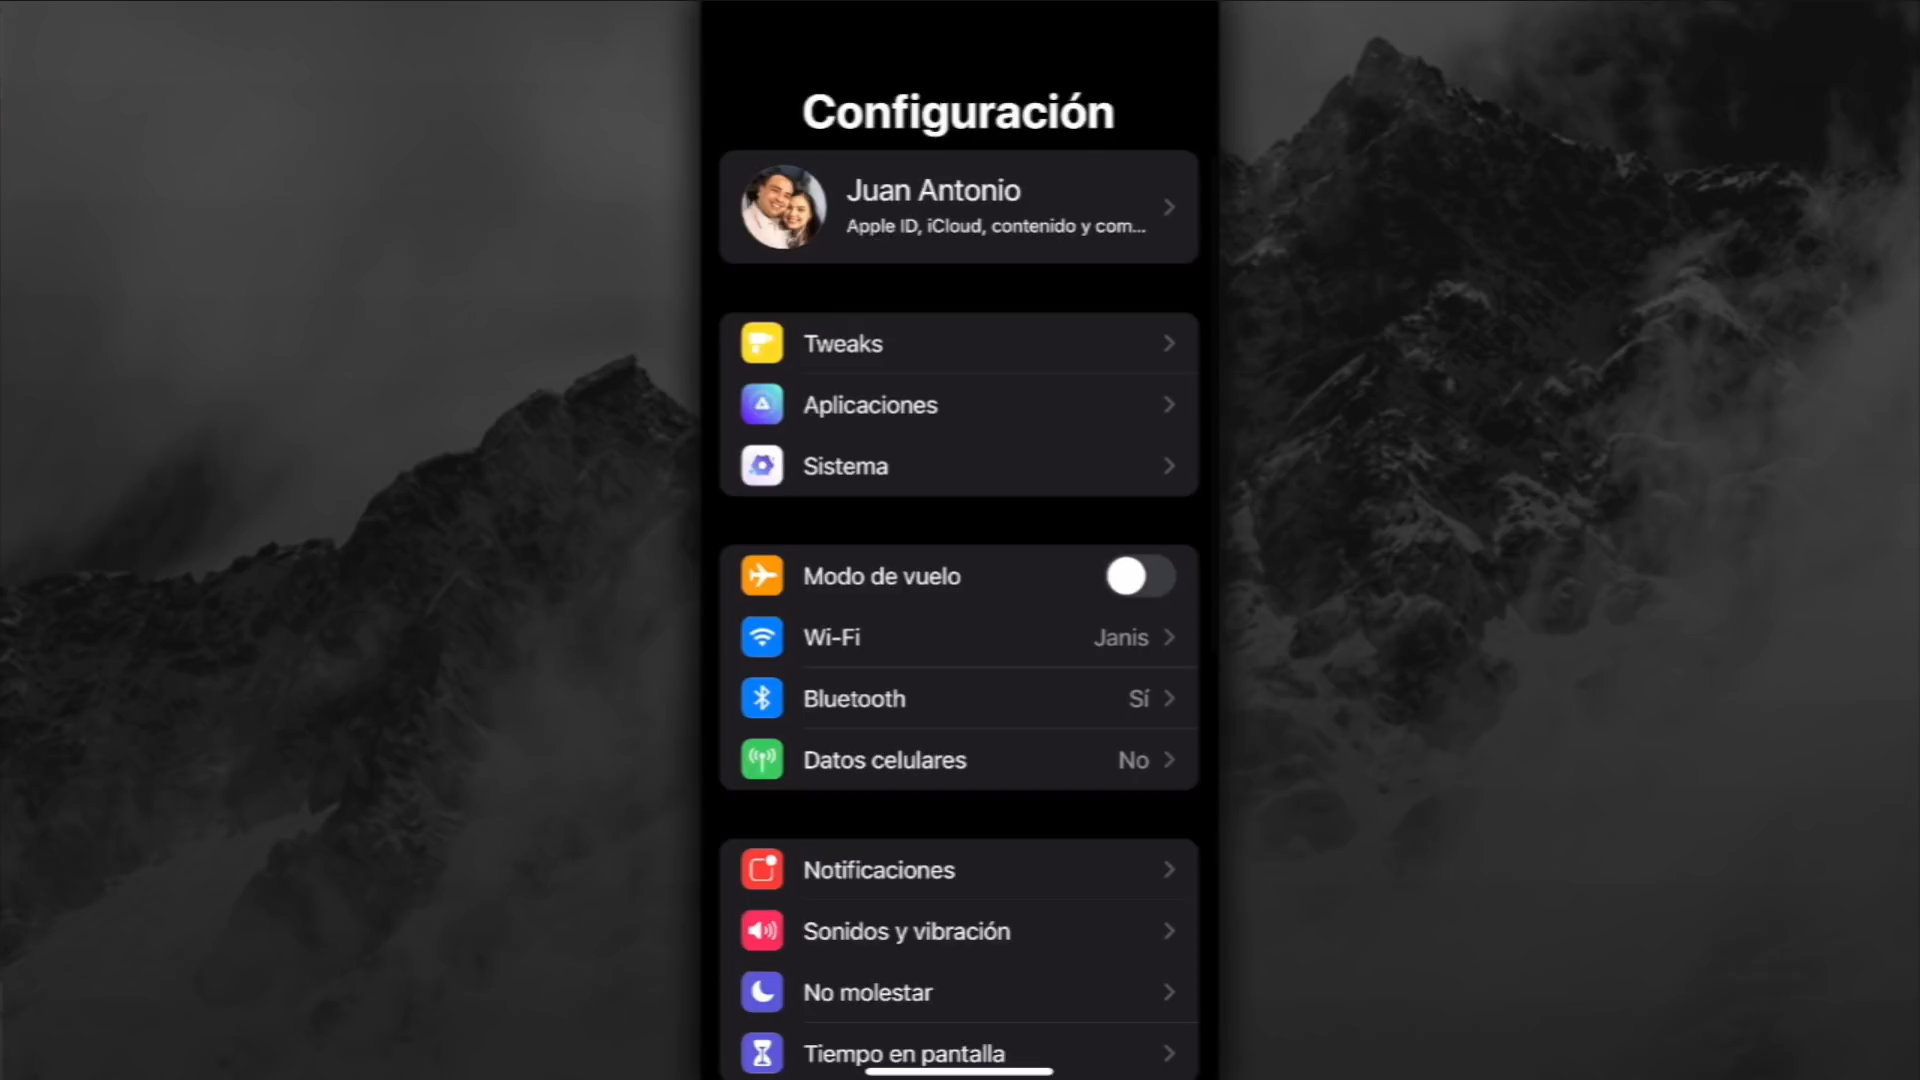 Configuración
Juan Antonio
Apple ID, iCloud, contenido y com...
Tweaks
Aplicaciones
Sistema
Modo de vuelo
Wi-Fi Janis
Bluetooth Sí
Datos celulares No
Notificaciones
Sonidos y vibración
No molestar
Tiempo en pantalla